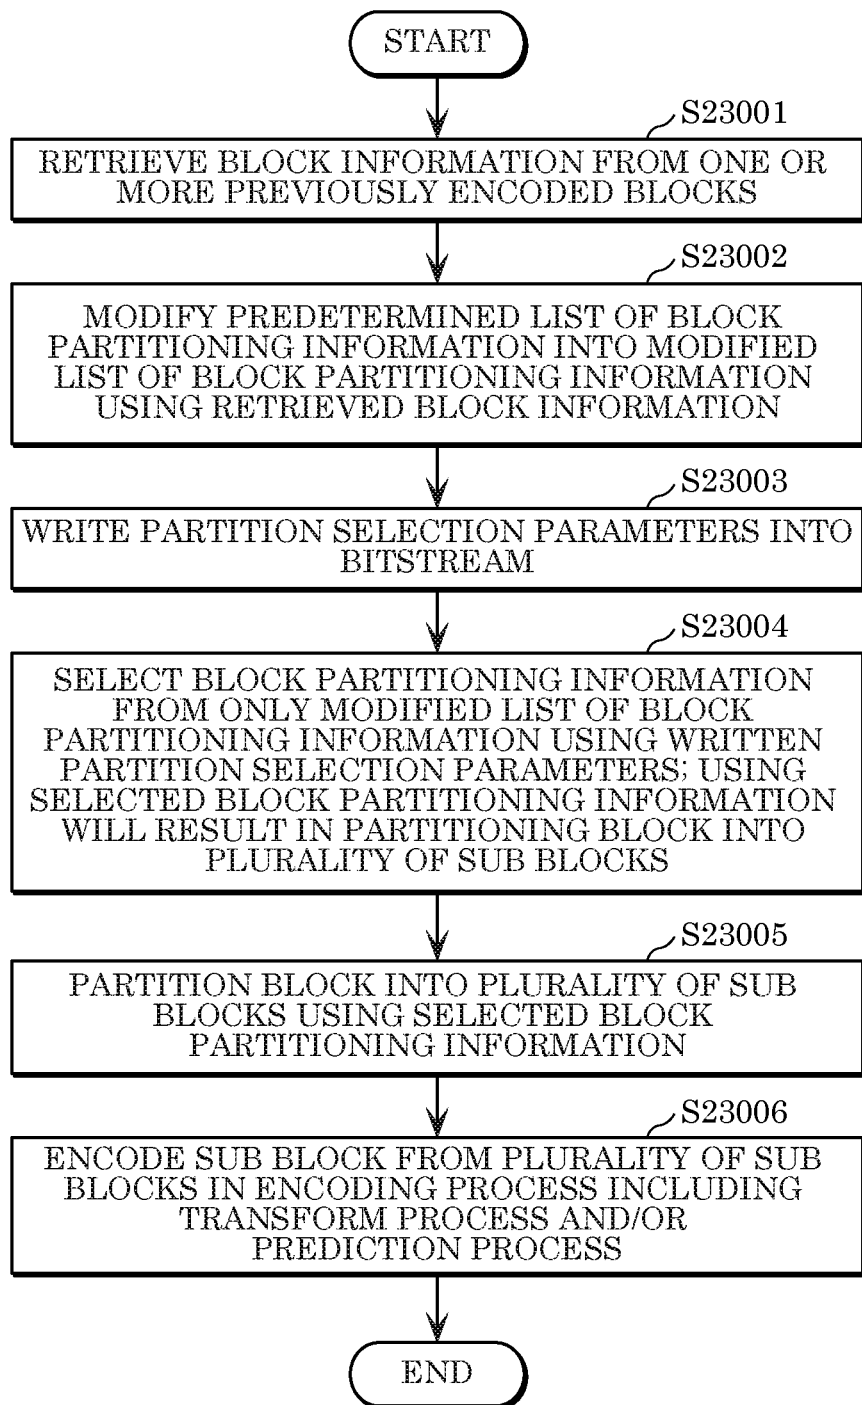 START
S23001
RETRIEVE BLOCK INFORMATION FROM ONE OR
MORE PREVIOUSLY ENCODED BLOCKS
S23002
MODIFY PREDETERMINED LIST OF BLOCK
PARTITIONING INFORMATION INTO MODIFIED
LIST OF BLOCK PARTITIONING INFORMATION
USING RETRIEVED BLOCK INFORMATION
S23003
WRITE PARTITION SELECTION PARAMETERS INTO
BITSTREAM
S23004
SELECT BLOCK PARTITIONING INFORMATION
FROM ONLY MODIFIED LIST OF BLOCK
PARTITIONING INFORMATION USING WRITTEN
PARTITION SELECTION PARAMETERS; USING
SELECTED BLOCK PARTITIONING INFORMATION
WILL RESULT IN PARTITIONING BLOCK INTO
PLURALITY OF SUB BLOCKS
S23005
PARTITION BLOCK INTO PLURALITY OF SUB
BLOCKS USING SELECTED BLOCK
PARTITIONING INFORMATION
S23006
ENCODE SUB BLOCK FROM PLURALITY OF SUB
BLOCKS IN ENCODING PROCESS INCLUDING
TRANSFORM PROCESS AND/OR
PREDICTION PROCESS
END